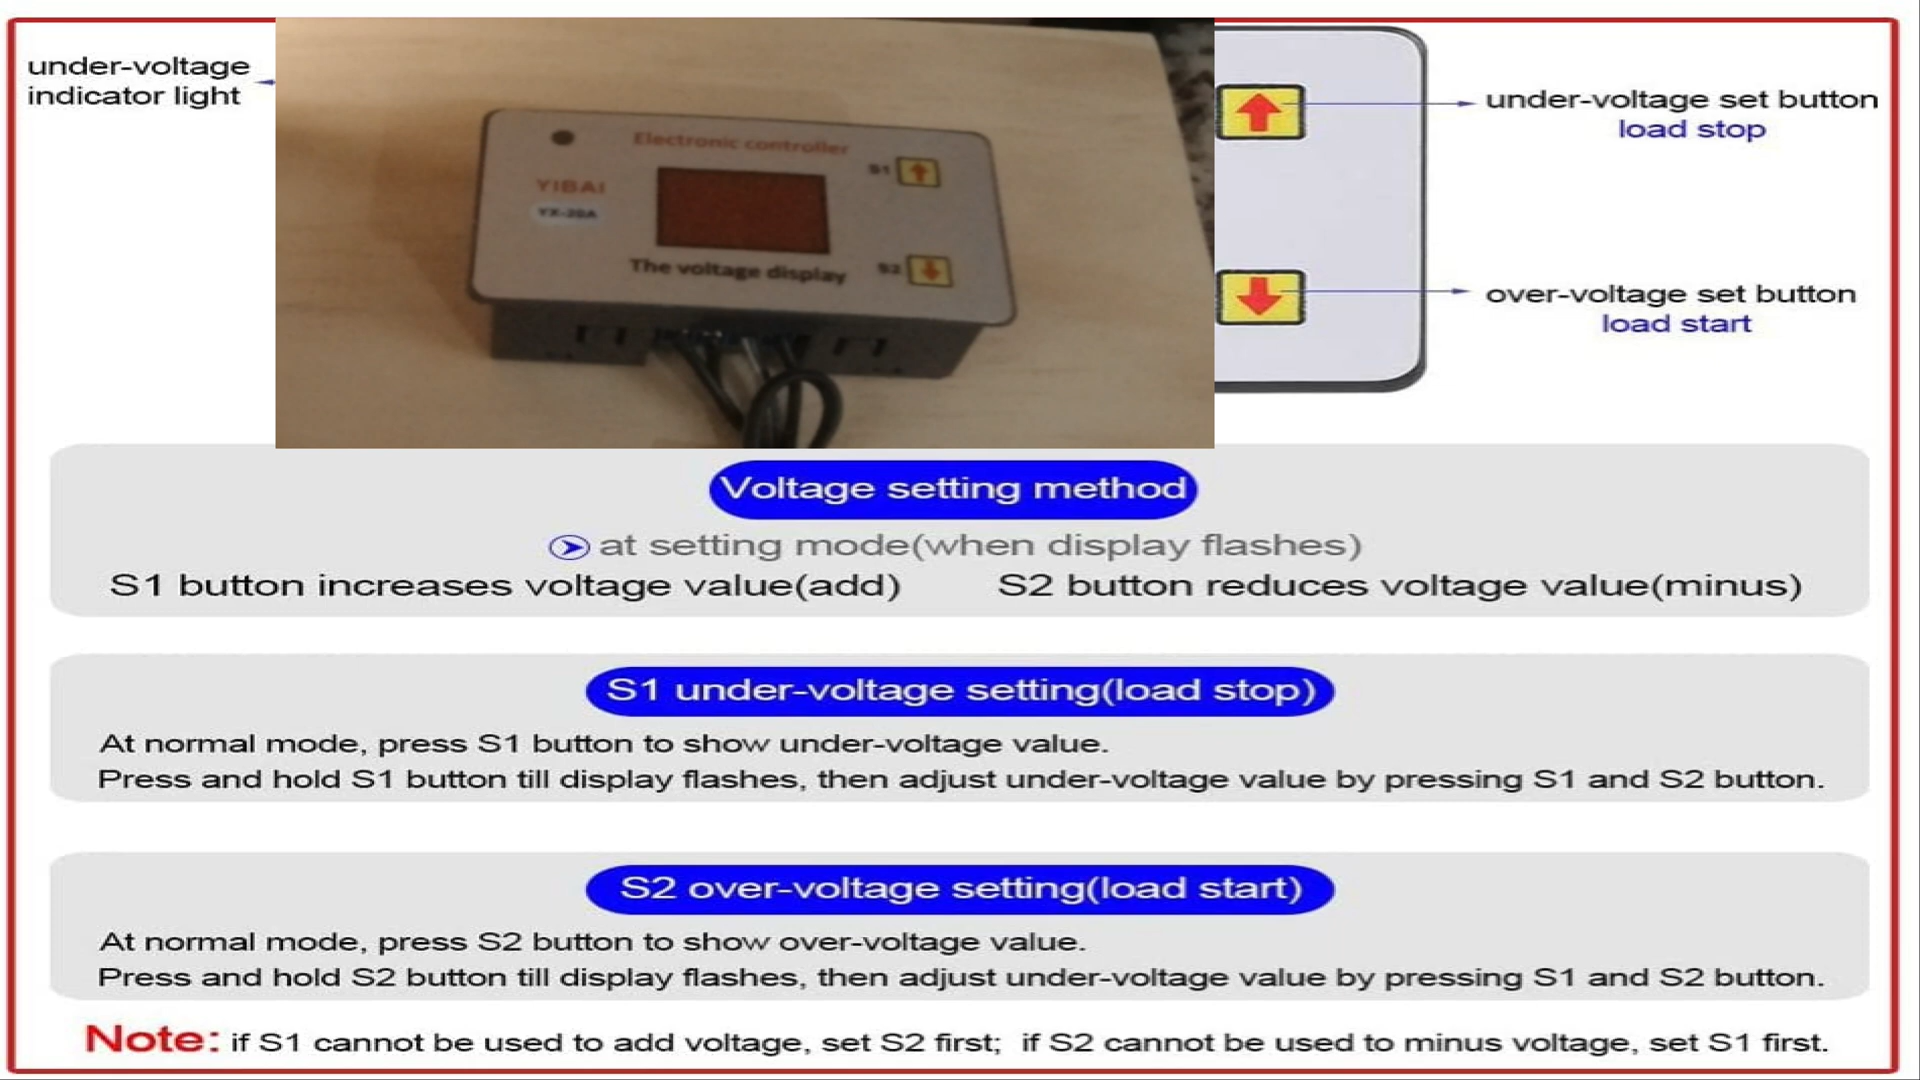 under-voltage
indicator light
Electronic controller
S1
YIBAI
YX-20A
The voltage display
S2
under-voltage set button
load stop
over-voltage set button
load start
Voltage setting method
at setting mode(when display flashes)
S1 button increases voltage value(add) S2 button reduces voltage value(minus)
S1 under-voltage setting(load stop)
At normal mode, press S1 button to show under-voltage value.
Press and hold S1 button till display flashes, then adjust under-voltage value by pressing S1 and S2 button.
S2 over-voltage setting(load start)
At normal mode, press S2 button to show over-voltage value.
Press and hold S2 button till display flashes, then adjust under-voltage value by pressing S1 and S2 button.
Note: if S1 cannot be used to add voltage, set S2 first; if S2 cannot be used to minus voltage, set S1 first.